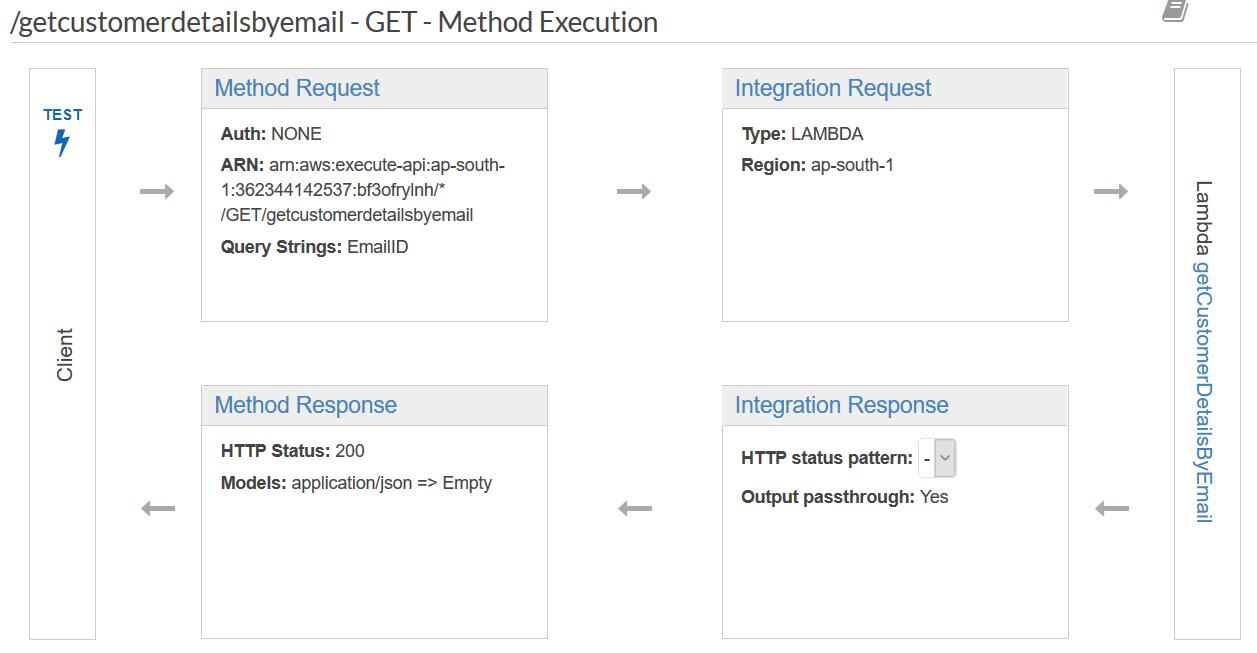 /getcustomerdetailsbyemail - GET - Method Execution
TEST
Client
Method Request
Auth: NONE
ARN: arn:aws:execute-api:ap-south-
1:362344142537:bf3ofrylnh/*
/GET/getcustomerdetailsbyemail
Query Strings: EmailID
Integration Request
Type: LAMBDA
Region: ap-south-1
Lambda getCustomerDetailsByEmail
Method Response
HTTP Status: 200
Models: application/json => Empty
Integration Response
HTTP status pattern: -
Output passthrough: Yes